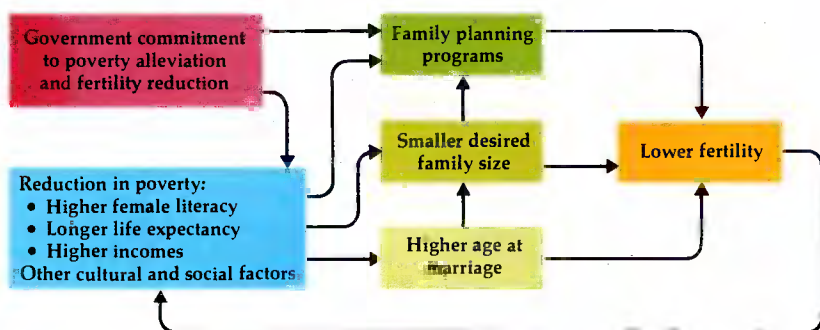 Government commitment
to poverty alleviation
and fertility reduction
Family planning
programs
Smaller desired
family size
Lower fertility
Reduction in poverty:
• Higher female literacy
• Longer life expectancy
• Higher incomes
Other cultural and social factors
Higher age at
marriage